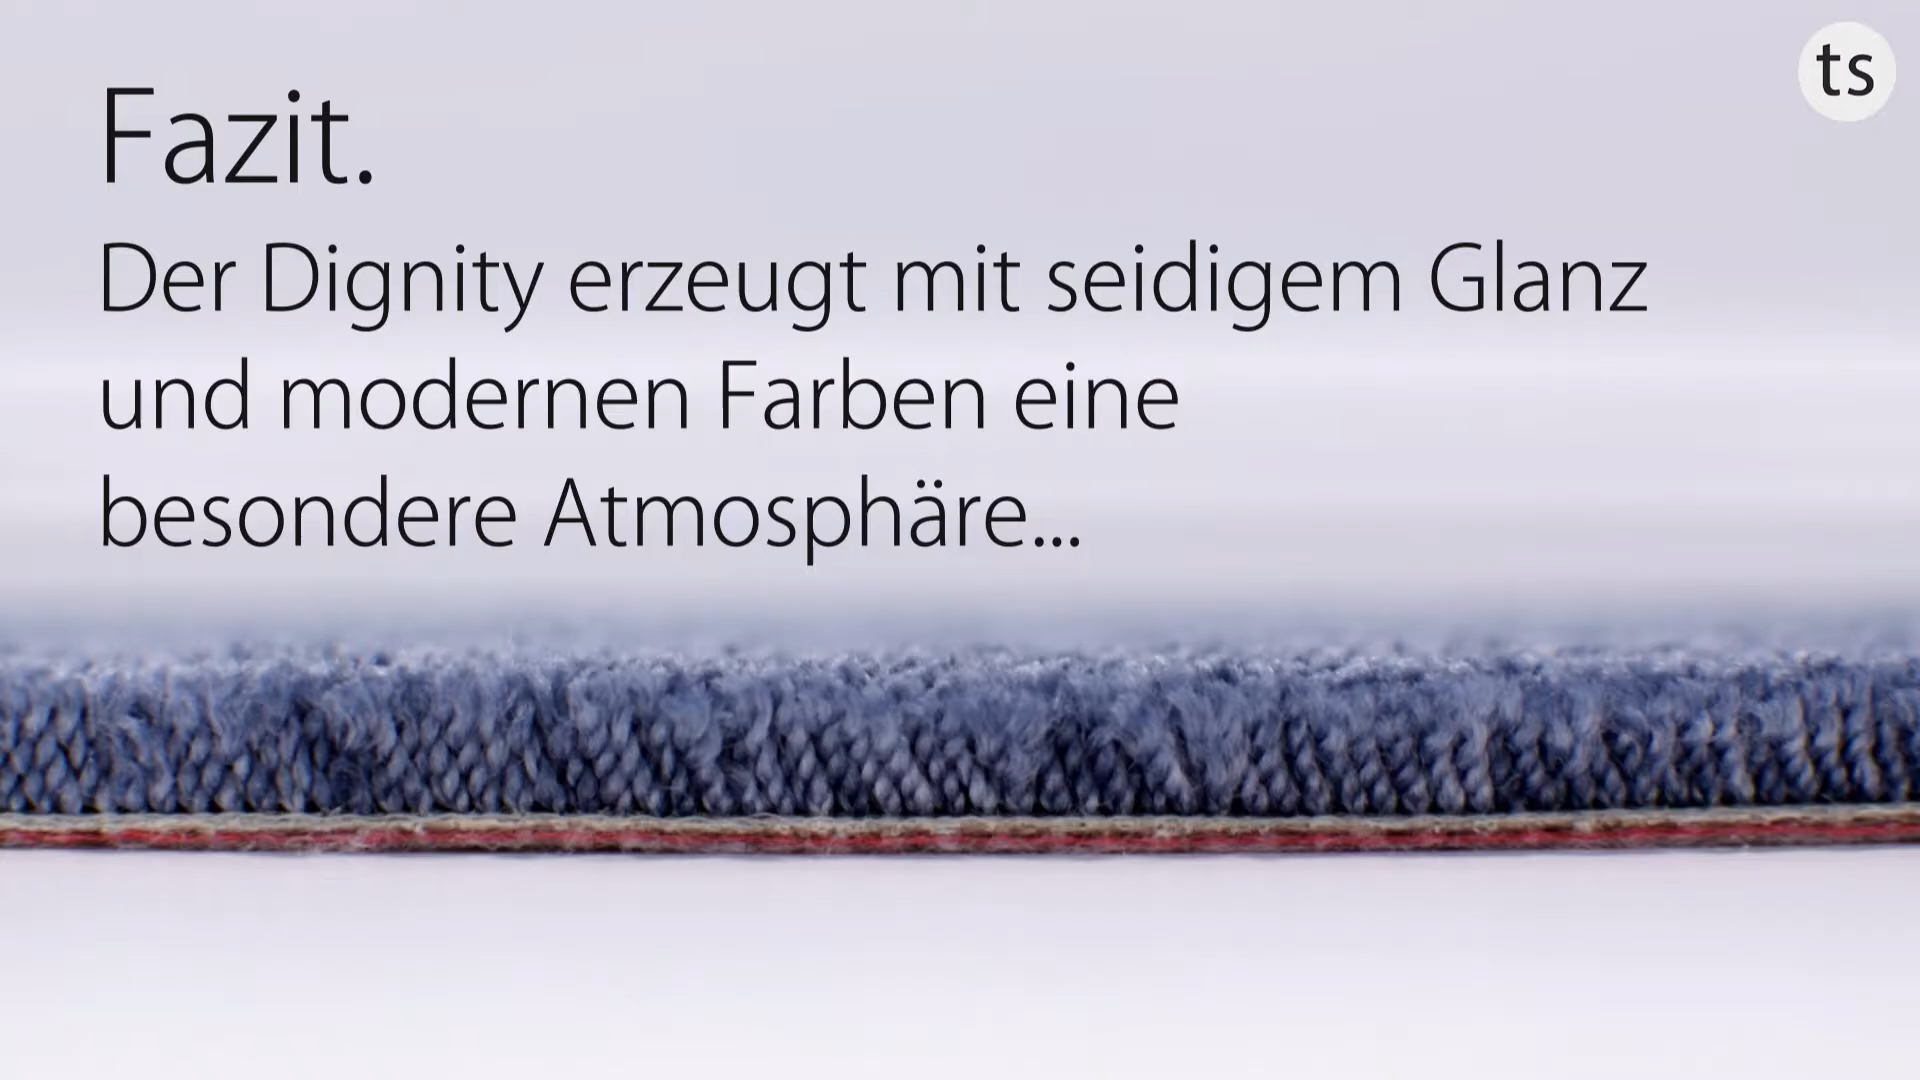 ts
Fazit.
Der Dignity erzeugt mit seidigem Glanz
und modernen Farben eine
besondere Atmosphäre...